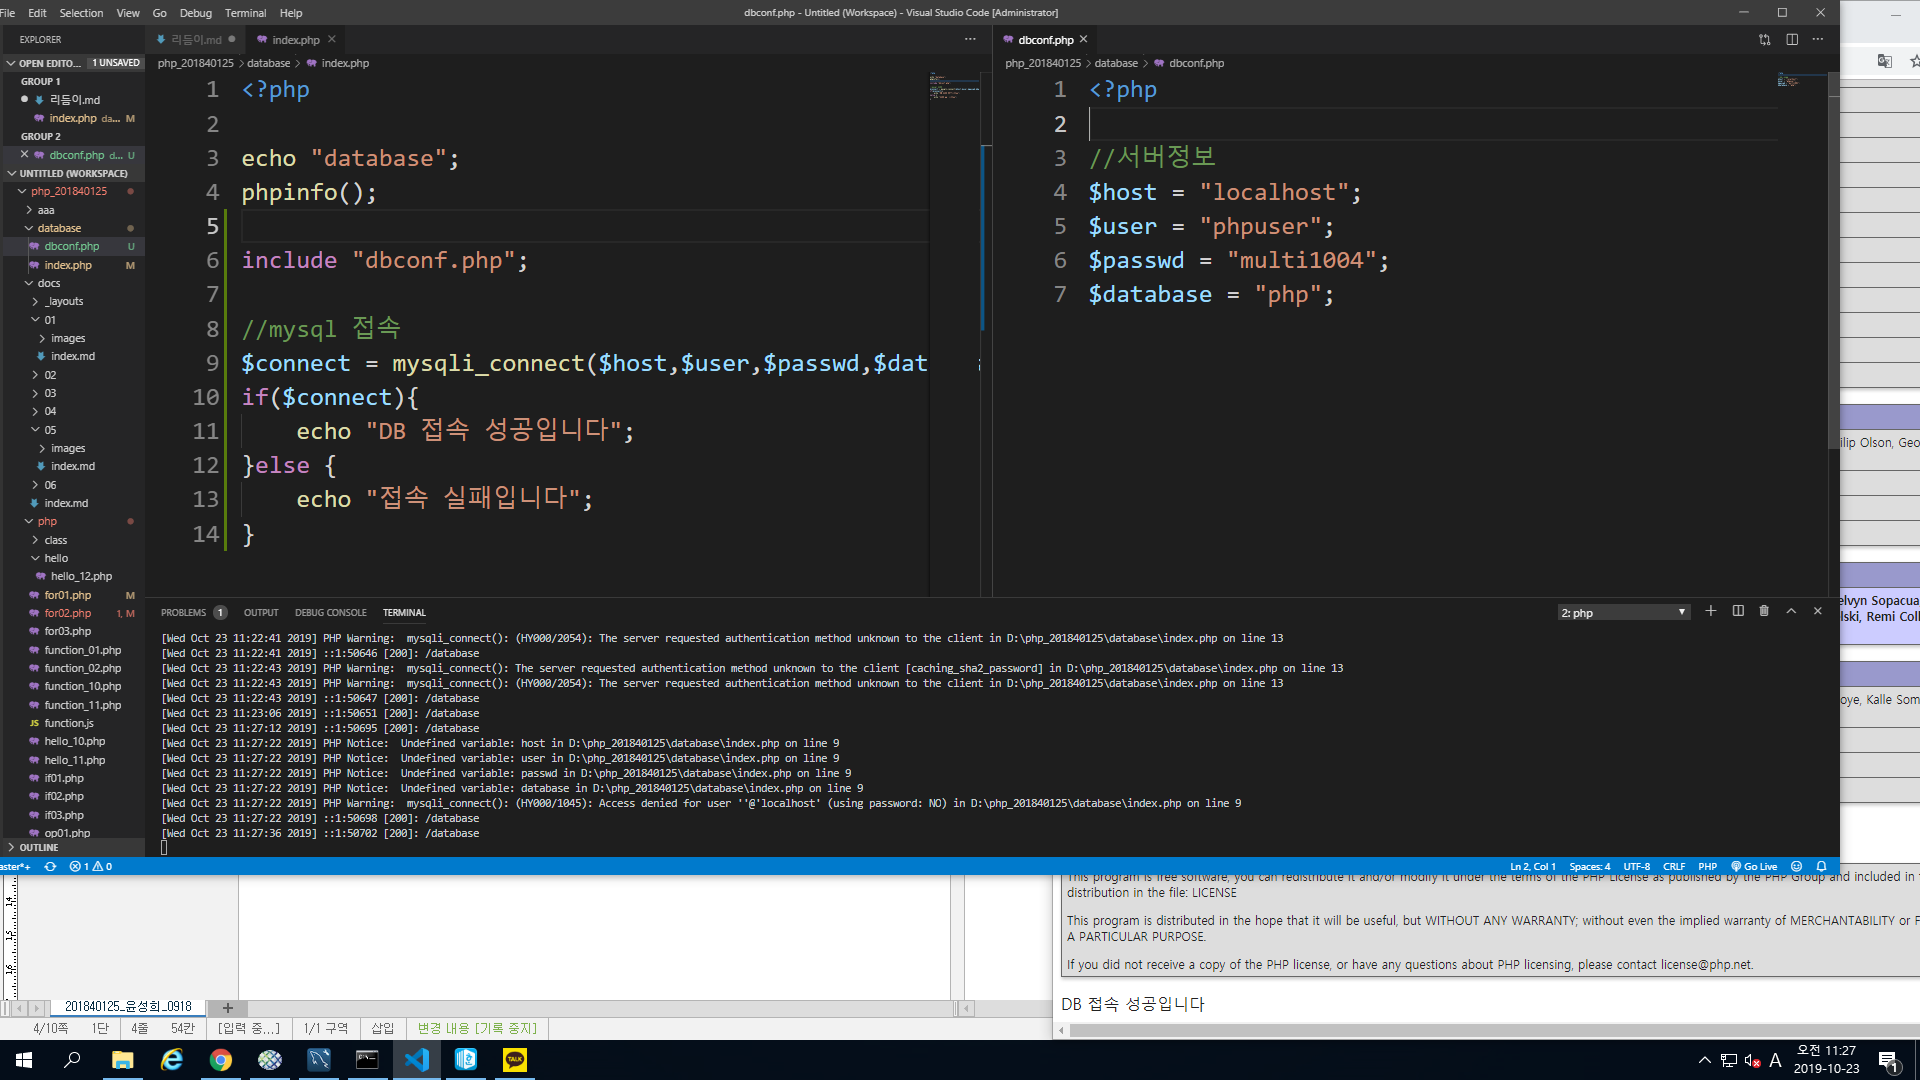 File Edit Selection View Go Debug Terminal Help
dbconf.php - Untitled (Workspace) - Visual Studio Code [Administrator]
EXPLORER
OPEN EDITO... 1 UNSAVED
GROUP 1
리듬이.md
index.php da... M
GROUP 2
dbconf.php d... U
UNTITLED (WORKSPACE)
php_201840125
aaa
database
dbconf.php U
index.php M
docs
_layouts
01
images
index.md
02
03
04
05
images
index.md
06
index.md
php
class
hello
hello_12.php
for01.php M
for02.php 1, M
for03.php
function_01.php
function_02.php
function_10.php
function_11.php
JS function.js
hello_10.php
hello_11.php
if01.php
if02.php
if03.php
op01.php
OUTLINE
리듬이.md
index.php
php_201840125 > database > index.php
1 <?php
2
3 echo "database";
4 phpinfo();
5
6 include "dbconf.php";
7
8 //mysql 접속
9 $connect = mysqli_connect($host,$user,$passwd,$dat
10 if($connect){
11 echo "DB 접속 성공입니다";
12 }else {
13 echo "접속 실패입니다";
14 }
dbconf.php
php_201840125 > database > dbconf.php
1 <?php
2
3 //서버정보
4 $host = "localhost";
5 $user = "phpuser";
6 $passwd = "multi1004";
7 $database = "php";
PROBLEMS 1 OUTPUT DEBUG CONSOLE TERMINAL
2: php
[Wed Oct 23 11:22:41 2019] PHP Warning:  mysqli_connect(): (HY000/2054): The server requested authentication method unknown to the client in D:\php_201840125\database\index.php on line 13
[Wed Oct 23 11:22:41 2019] ::1:50646 [200]: /database
[Wed Oct 23 11:22:43 2019] PHP Warning:  mysqli_connect(): The server requested authentication method unknown to the client [caching_sha2_password] in D:\php_201840125\database\index.php on line 13
[Wed Oct 23 11:22:43 2019] PHP Warning:  mysqli_connect(): (HY000/2054): The server requested authentication method unknown to the client in D:\php_201840125\database\index.php on line 13
[Wed Oct 23 11:22:43 2019] ::1:50647 [200]: /database
[Wed Oct 23 11:23:06 2019] ::1:50651 [200]: /database
[Wed Oct 23 11:27:12 2019] ::1:50695 [200]: /database
[Wed Oct 23 11:27:22 2019] PHP Notice:  Undefined variable: host in D:\php_201840125\database\index.php on line 9
[Wed Oct 23 11:27:22 2019] PHP Notice:  Undefined variable: user in D:\php_201840125\database\index.php on line 9
[Wed Oct 23 11:27:22 2019] PHP Notice:  Undefined variable: passwd in D:\php_201840125\database\index.php on line 9
[Wed Oct 23 11:27:22 2019] PHP Notice:  Undefined variable: database in D:\php_201840125\database\index.php on line 9
[Wed Oct 23 11:27:22 2019] PHP Warning:  mysqli_connect(): (HY000/1045): Access denied for user ''@'localhost' (using password: NO) in D:\php_201840125\database\index.php on line 9
[Wed Oct 23 11:27:22 2019] ::1:50698 [200]: /database
[Wed Oct 23 11:27:36 2019] ::1:50702 [200]: /database
aster*+ 1 0
Ln 2, Col 1 Spaces: 4 UTF-8 CRLF PHP Go Live
ilip Olson, Geo
elvyn Sopacua
lski, Remi Coll
oye, Kalle Som
This program is free software; you can redistribute it and/or modify it under the terms of the PHP License as published by the PHP Group and included in
distribution in the file: LICENSE
This program is distributed in the hope that it will be useful, but WITHOUT ANY WARRANTY; without even the implied warranty of MERCHANTABILITY or F
A PARTICULAR PURPOSE.
If you did not receive a copy of the PHP license, or have any questions about PHP licensing, please contact license@php.net.
DB 접속 성공입니다
14
15
16
201840125_윤성희_0918
4/10쪽 1단 4줄 54칸 [입력 중...] 1/1 구역 삽입 변경 내용 [기록 중지]
TALK
A
오전 11:27
2019-10-23
1